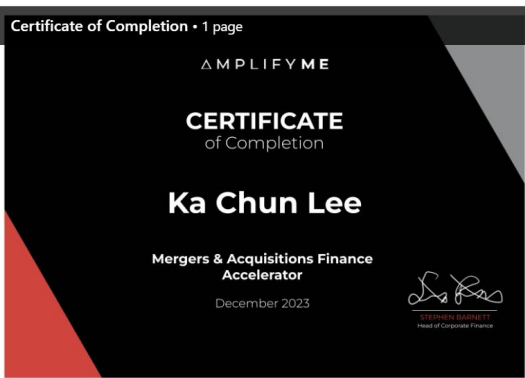 Certificate of Completion • 1 page
AMPLIFYME
CERTIFICATE
of Completion
Ka Chun Lee
Mergers & Acquisitions Finance
Accelerator
December 2023
STEPHEN BARNETT
Head of Corporate Finance